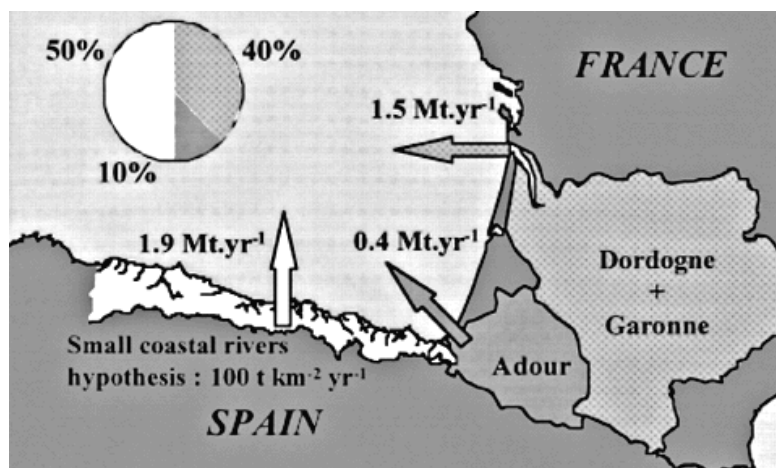 50%
40%
10%
FRANCE
1.5 Mt.yr⁻¹
1.9 Mt.yr⁻¹
0.4 Mt.yr⁻¹
Dordogne
+
Garonne
Small coastal rivers
hypothesis : 100 t km⁻² yr⁻¹
Adour
SPAIN